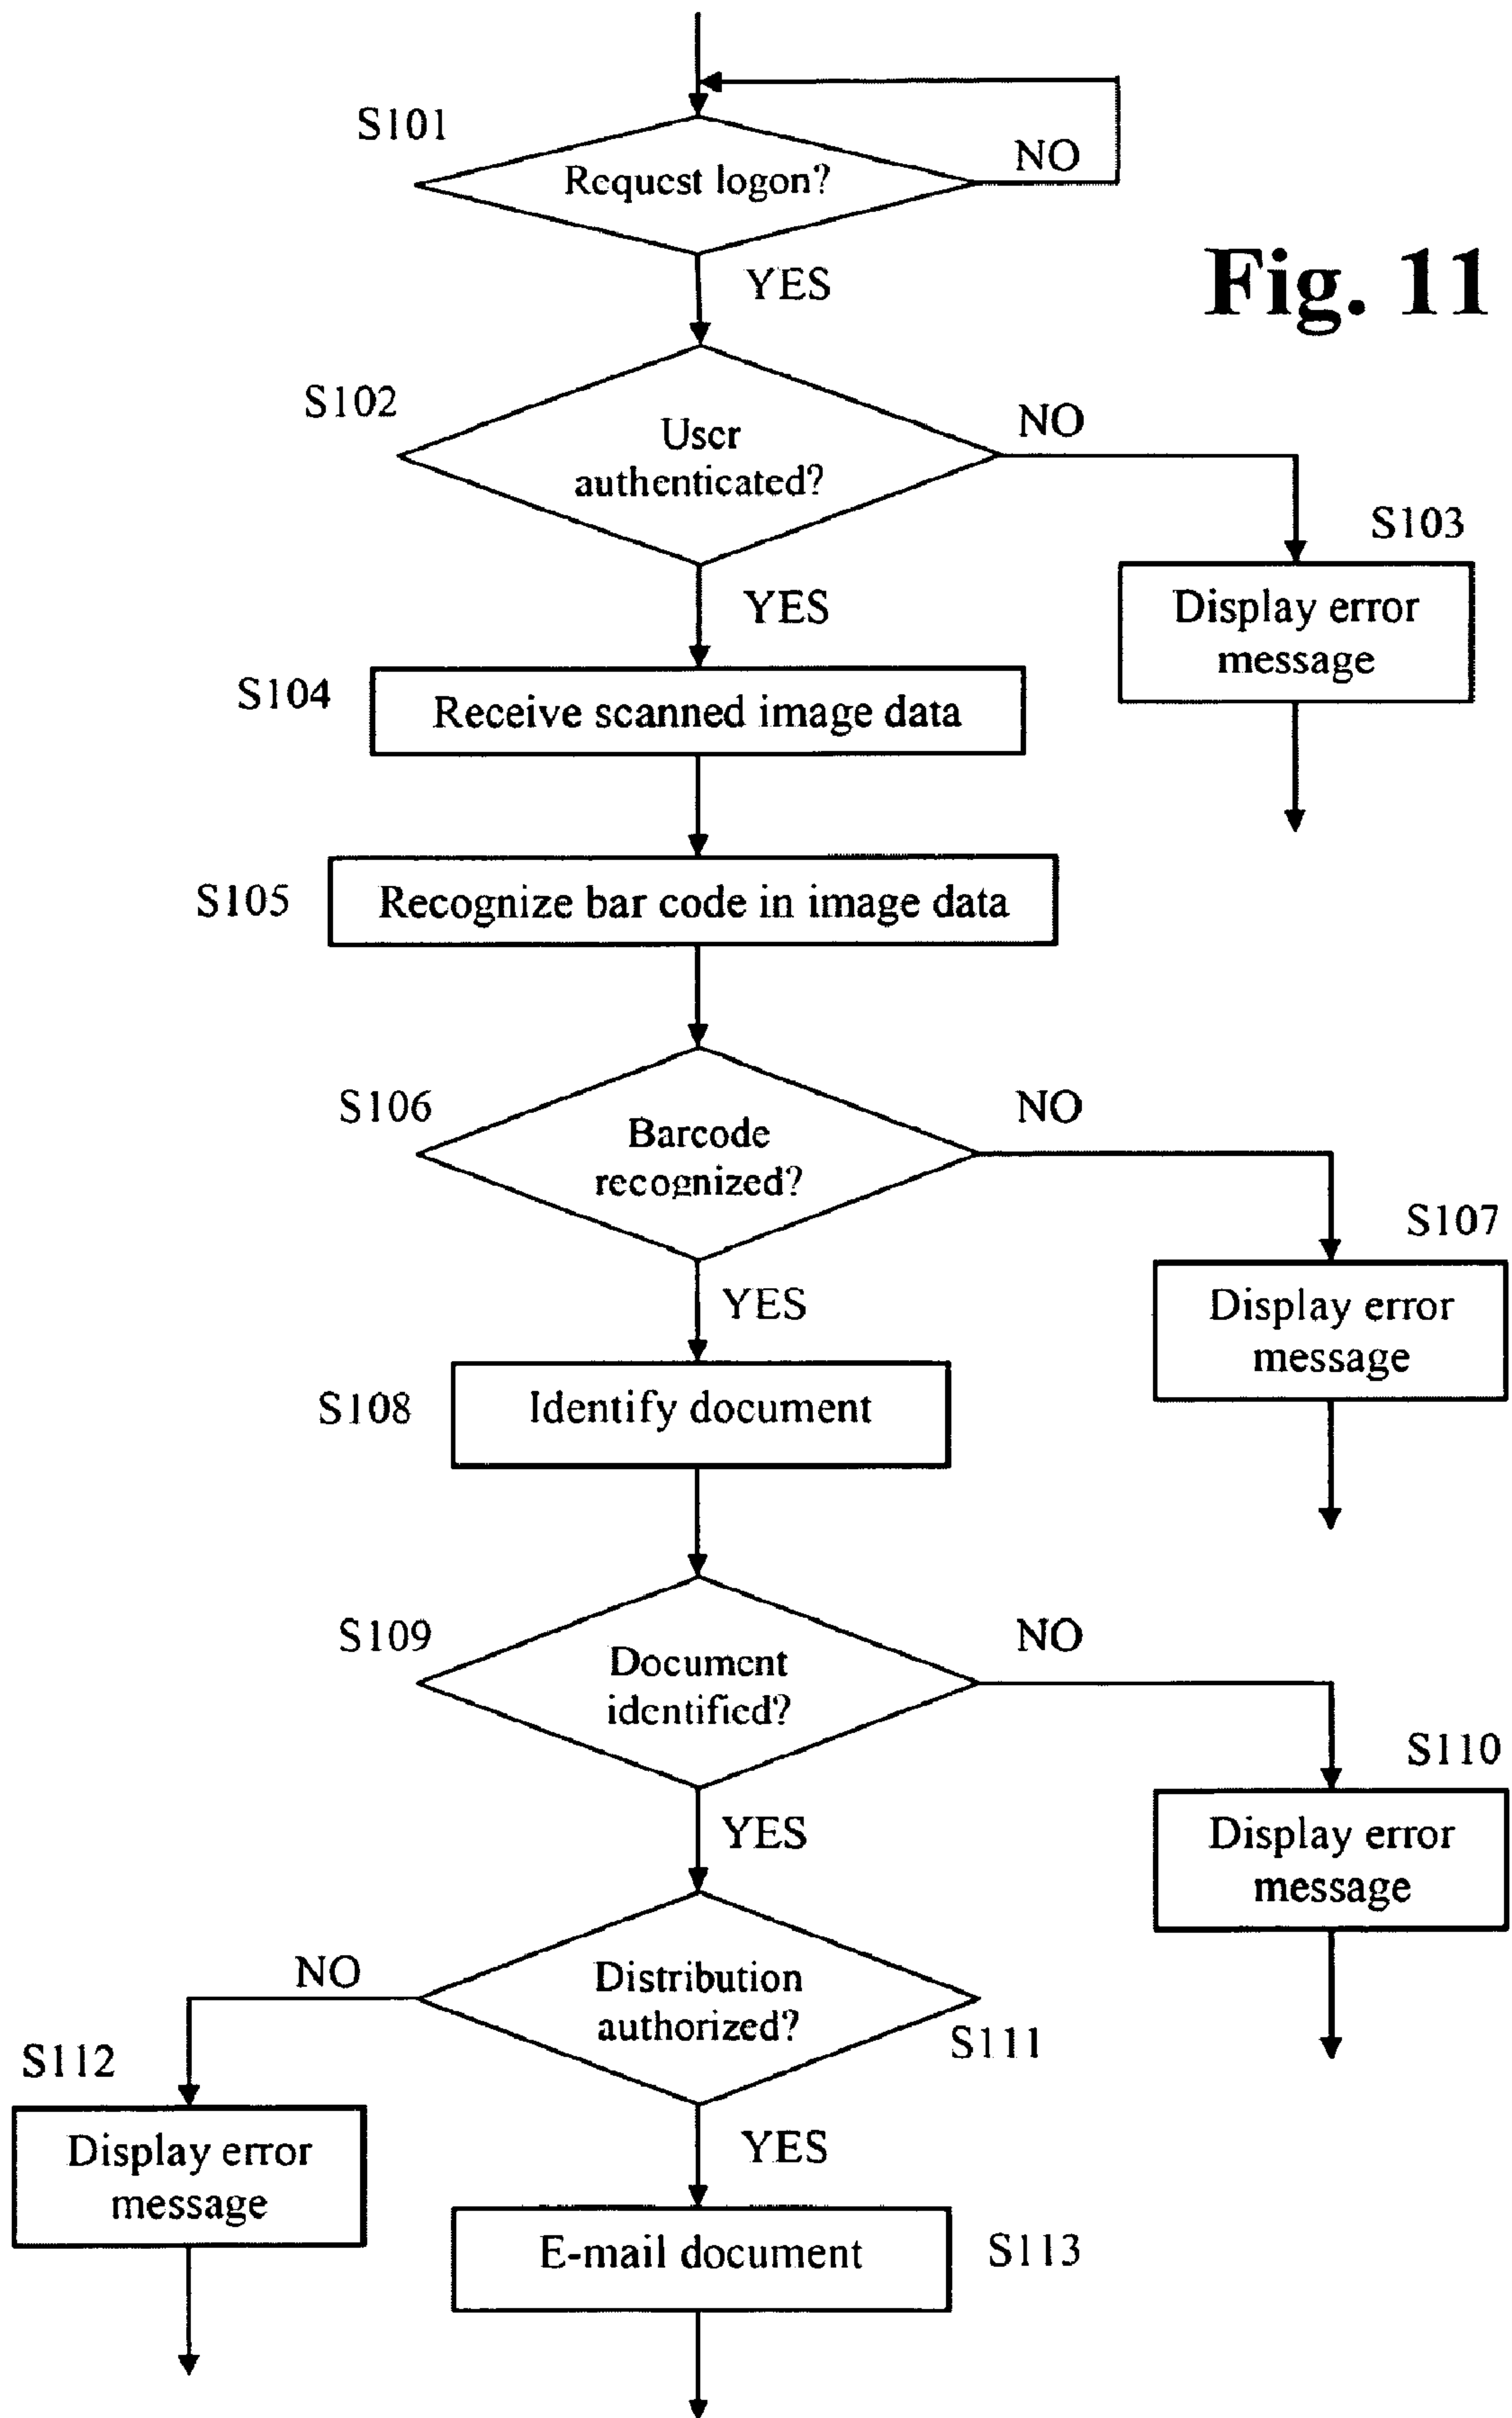 S101
Request logon?
NO
YES
Fig. 11
S102
User
authenticated?
NO
S103
Display error
message
YES
S104
Receive scanned image data
S105
Recognize bar code in image data
S106
Barcode
recognized?
NO
S107
Display error
message
YES
S108
Identify document
S109
Document
identified?
NO
S110
Display error
message
YES
NO
Distribution
authorized?
S111
S112
Display error
message
YES
E-mail document
S113